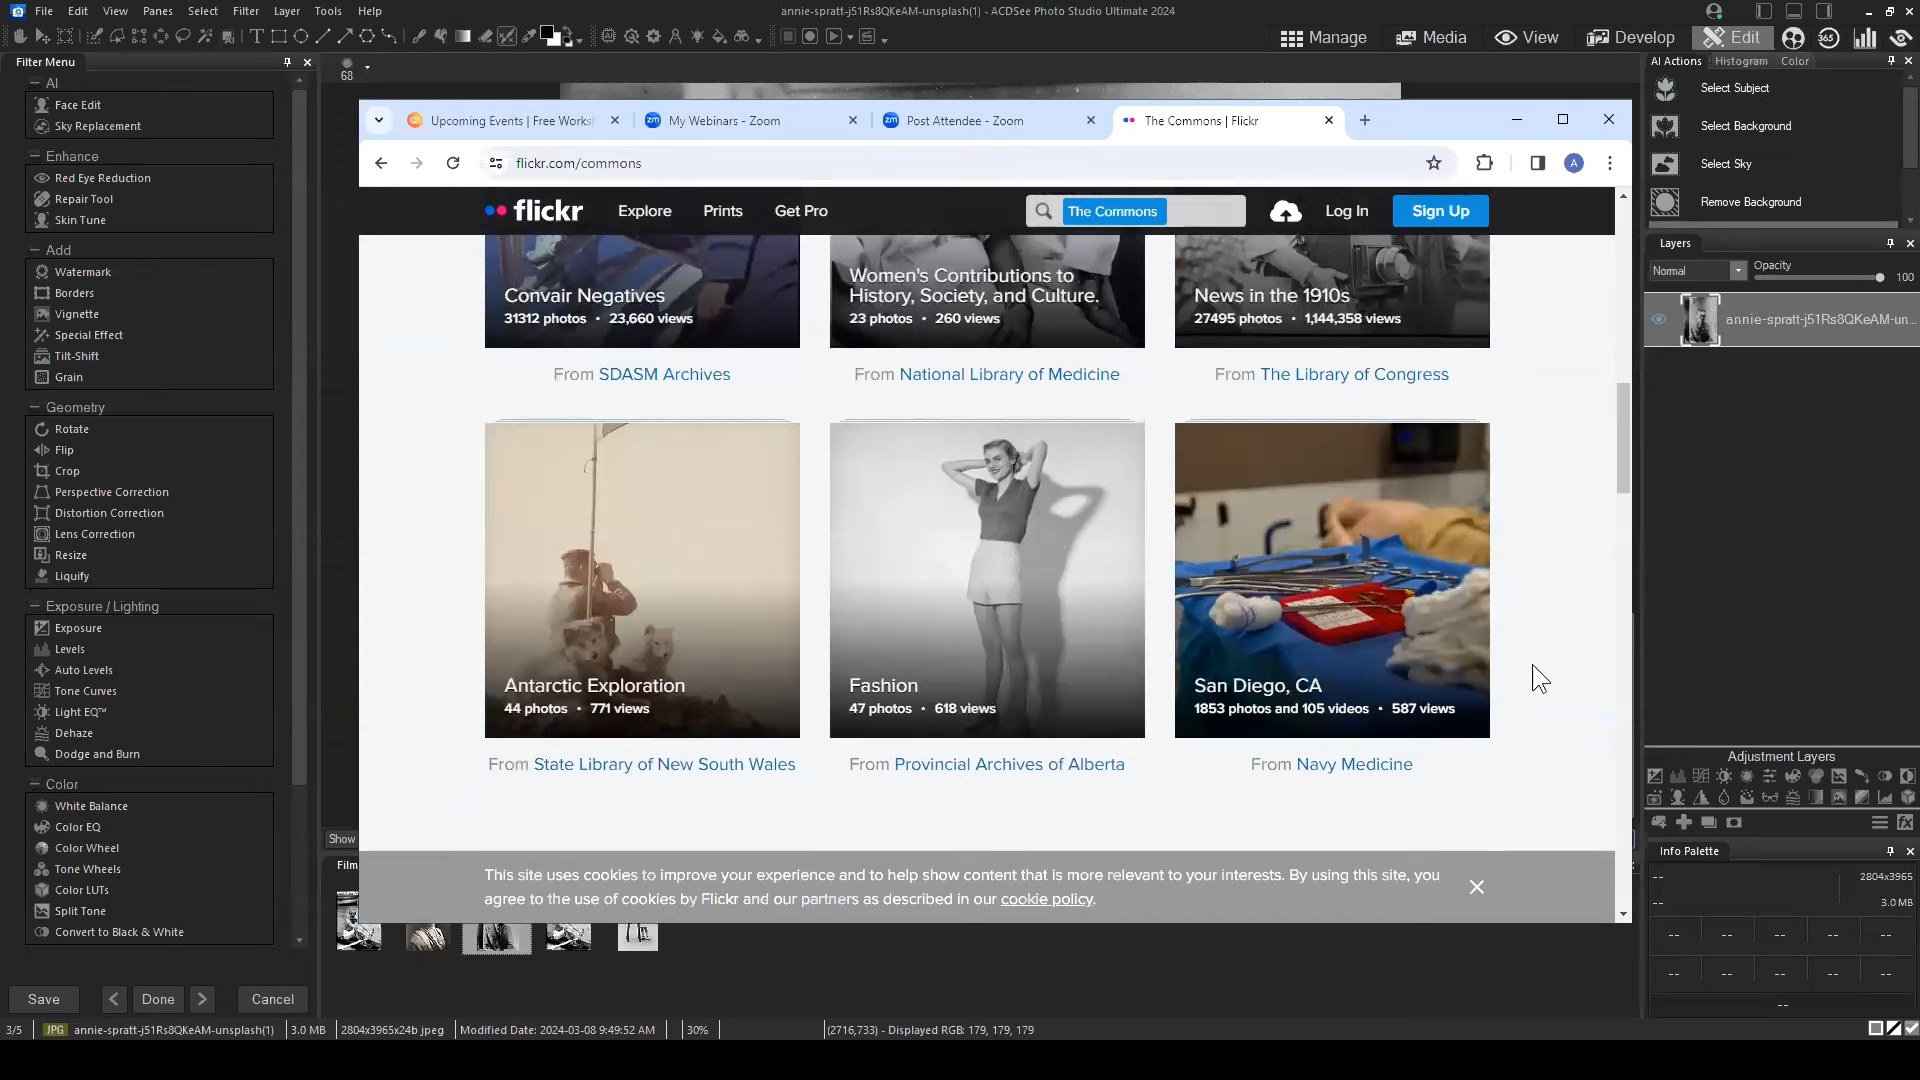 File Edit View Panes Select Filter Layer Tools Help
annie-spratt-j51Rs8QKeAM-unsplash(1) - ACDSee Photo Studio Ultimate 2024
Manage Media View Develop Edit 365
Filter Menu
68
AI
Face Edit
Sky Replacement
Enhance
Red Eye Reduction
Repair Tool
Skin Tune
Add
Watermark
Borders
Vignette
Special Effect
Tilt-Shift
Grain
Geometry
Rotate
Flip
Crop
Perspective Correction
Distortion Correction
Lens Correction
Resize
Liquify
Exposure / Lighting
Exposure
Levels
Auto Levels
Tone Curves
Light EQ™
Dehaze
Dodge and Burn
Color
White Balance
Color EQ
Color Wheel
Tone Wheels
Color LUTs
Split Tone
Convert to Black & White
Save < Done > Cancel
Upcoming Events | Free Worksh
My Webinars - Zoom
Post Attendee - Zoom
The Commons | Flickr
flickr.com/commons
A
flickr Explore Prints Get Pro
The Commons
Log In Sign Up
Convair Negatives
31312 photos • 23,660 views
From SDASM Archives
Women's Contributions to
History, Society, and Culture.
23 photos • 260 views
From National Library of Medicine
News in the 1910s
27495 photos • 1,144,358 views
From The Library of Congress
Antarctic Exploration
44 photos • 771 views
From State Library of New South Wales
Fashion
47 photos • 618 views
From Provincial Archives of Alberta
San Diego, CA
1853 photos and 105 videos • 587 views
From Navy Medicine
This site uses cookies to improve your experience and to help show content that is more relevant to your interests. By using this site, you
agree to the use of cookies by Flickr and our partners as described in our cookie policy.
Show
Film
AI Actions Histogram Color
Select Subject
Select Background
Select Sky
Remove Background
Layers
Normal
Opacity
100
annie-spratt-j51Rs8QKeAM-un...
Adjustment Layers
fx
Info Palette
-- 2804x3965
-- 3.0 MB
-- -- -- -- --
-- -- -- -- --
--
3/5 JPG annie-spratt-j51Rs8QKeAM-unsplash(1) 3.0 MB 2804x3965x24b jpeg Modified Date: 2024-03-08 9:49:52 AM 30% (2716,733) - Displayed RGB: 179, 179, 179